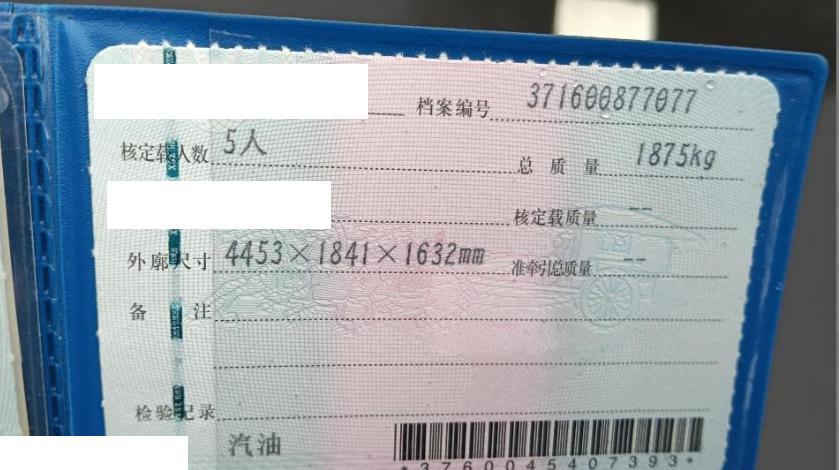 档案编号 371600877077
核定载人数 5人 总质量 1875kg
核定载质量 --
外廓尺寸 4453×1841×1632mm 准牵引总质量 --
备注
检验记录
汽油
*3760045407393*